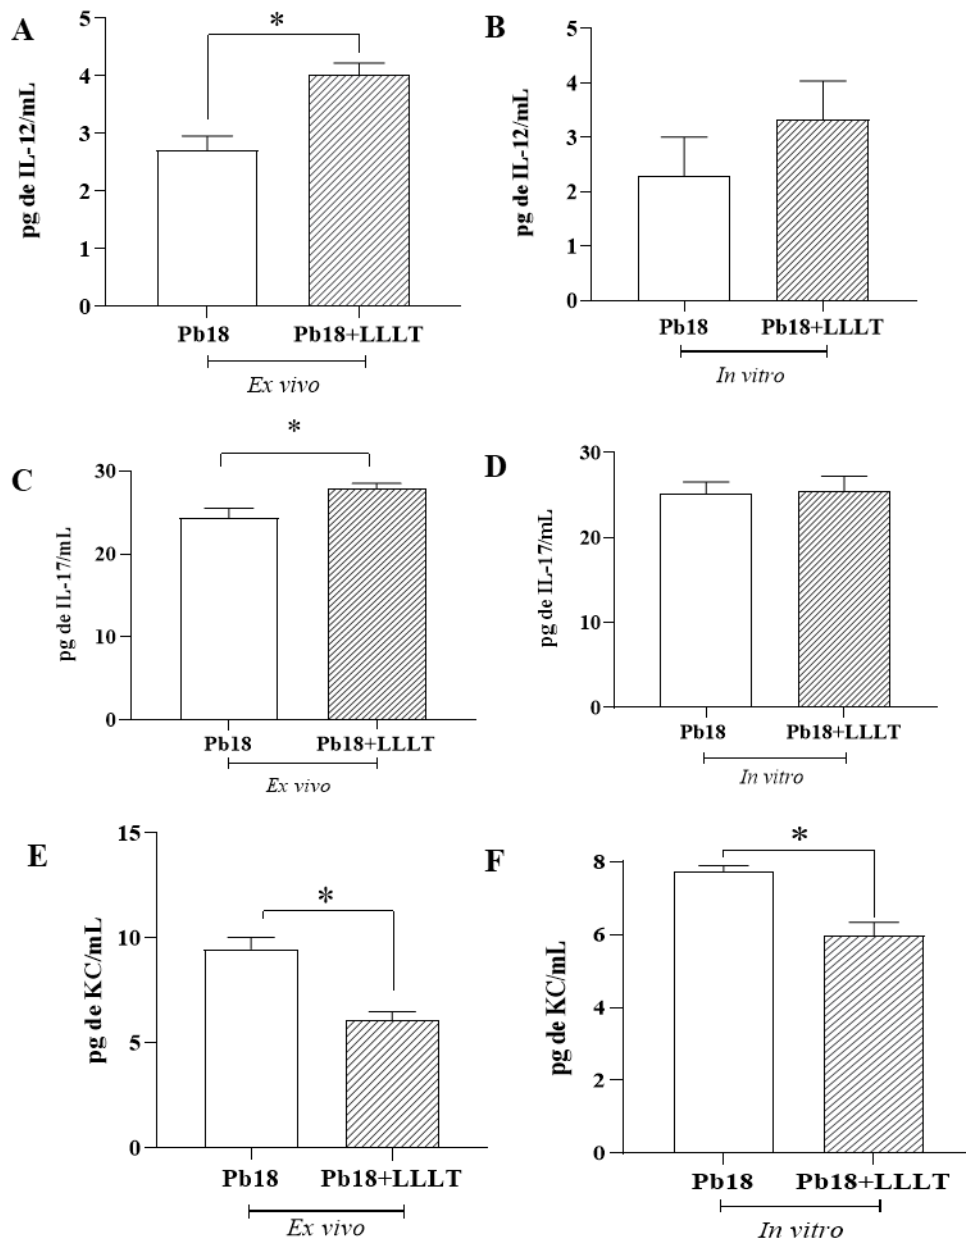 A
pg de IL-12/mL
5
4
3
2
1
0
*
Pb18
Pb18+LLLT
Ex vivo
B
pg de IL-12/mL
5
4
3
2
1
0
Pb18
Pb18+LLLT
In vitro
C
pg de IL-17/mL
30
20
10
0
*
Pb18
Pb18+LLLT
Ex vivo
D
pg de IL-17/mL
30
20
10
0
Pb18
Pb18+LLLT
In vitro
E
pg de KC/mL
15
10
5
0
*
Pb18
Pb18+LLLT
Ex vivo
F
pg de KC/mL
8
6
4
2
0
*
Pb18
Pb18+LLLT
In vitro